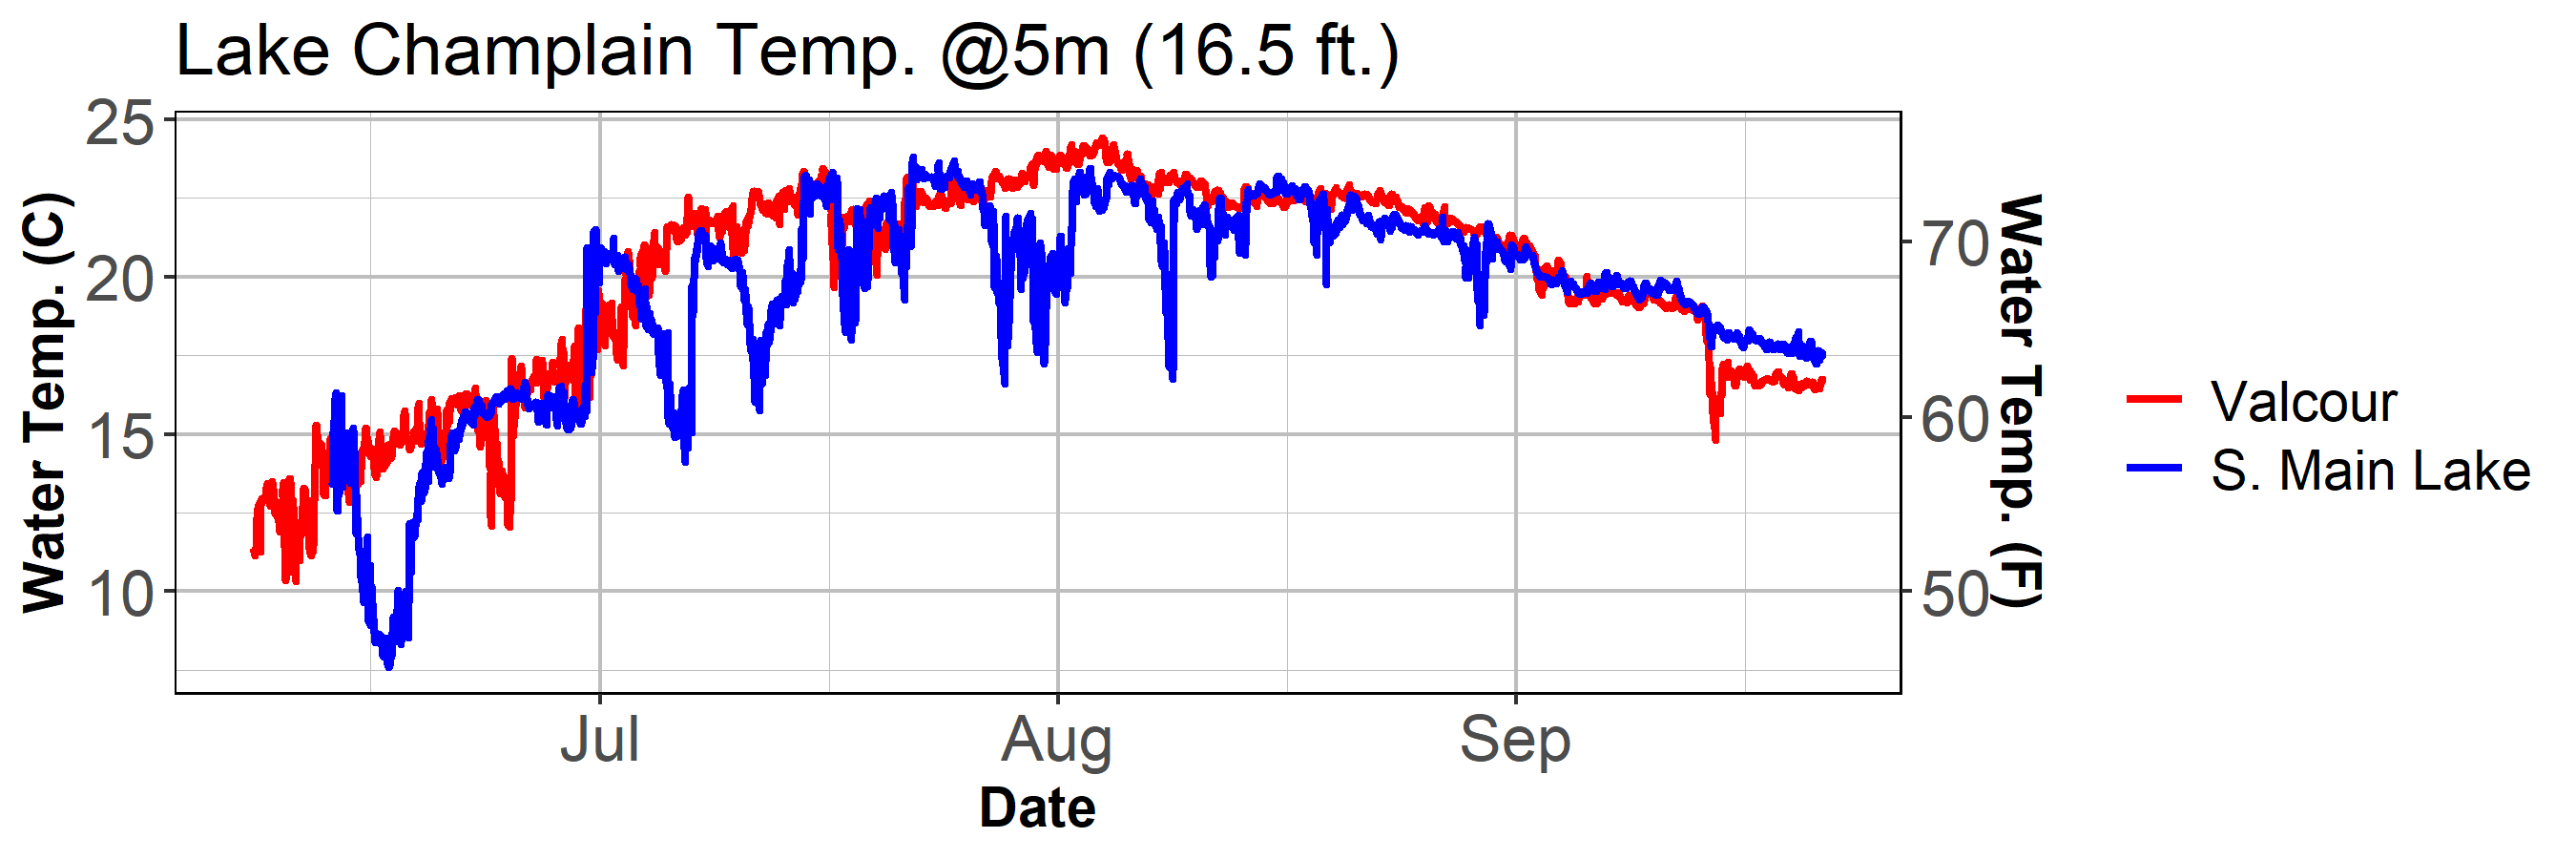 Lake Champlain Temp. @5m (16.5 ft.)
Water Temp. (C)
25
20
15
10
70
60
50
Water Temp. (F)
Jul
Aug
Sep
Date
Valcour
S. Main Lake